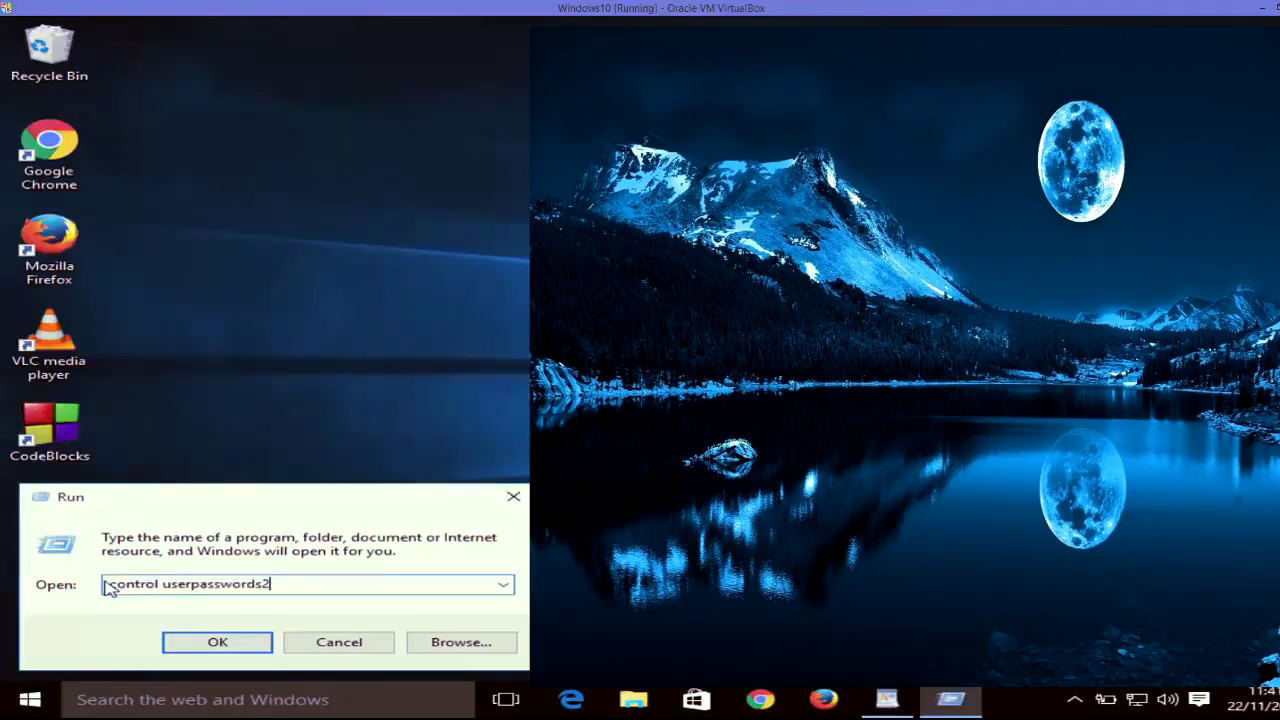 Windows10 [Running] - Oracle VM VirtualBox
Recycle Bin
Google
Chrome
Mozilla
Firefox
VLC media
player
CodeBlocks
Run
Type the name of a program, folder, document or Internet
resource, and Windows will open it for you.
Open:
control userpasswords2
OK
Cancel
Browse...
Search the web and Windows
11:41
22/11/2